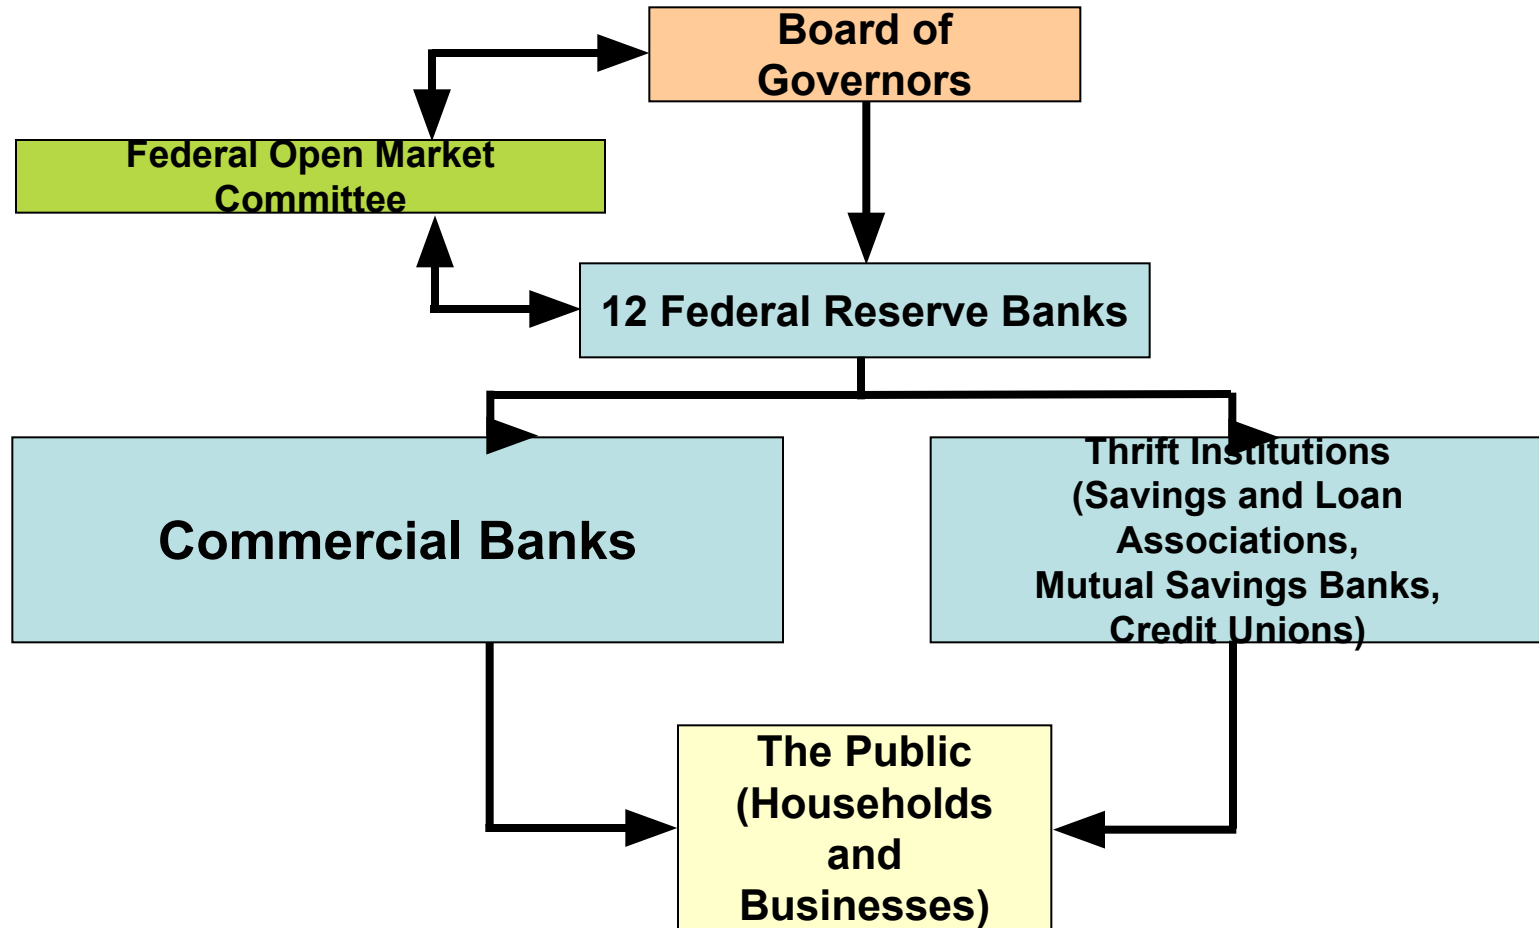 Board of
Governors
Federal Open Market
Committee
12 Federal Reserve Banks
Commercial Banks
Thrift Institutions
(Savings and Loan
Associations,
Mutual Savings Banks,
Credit Unions)
The Public
(Households
and
Businesses)